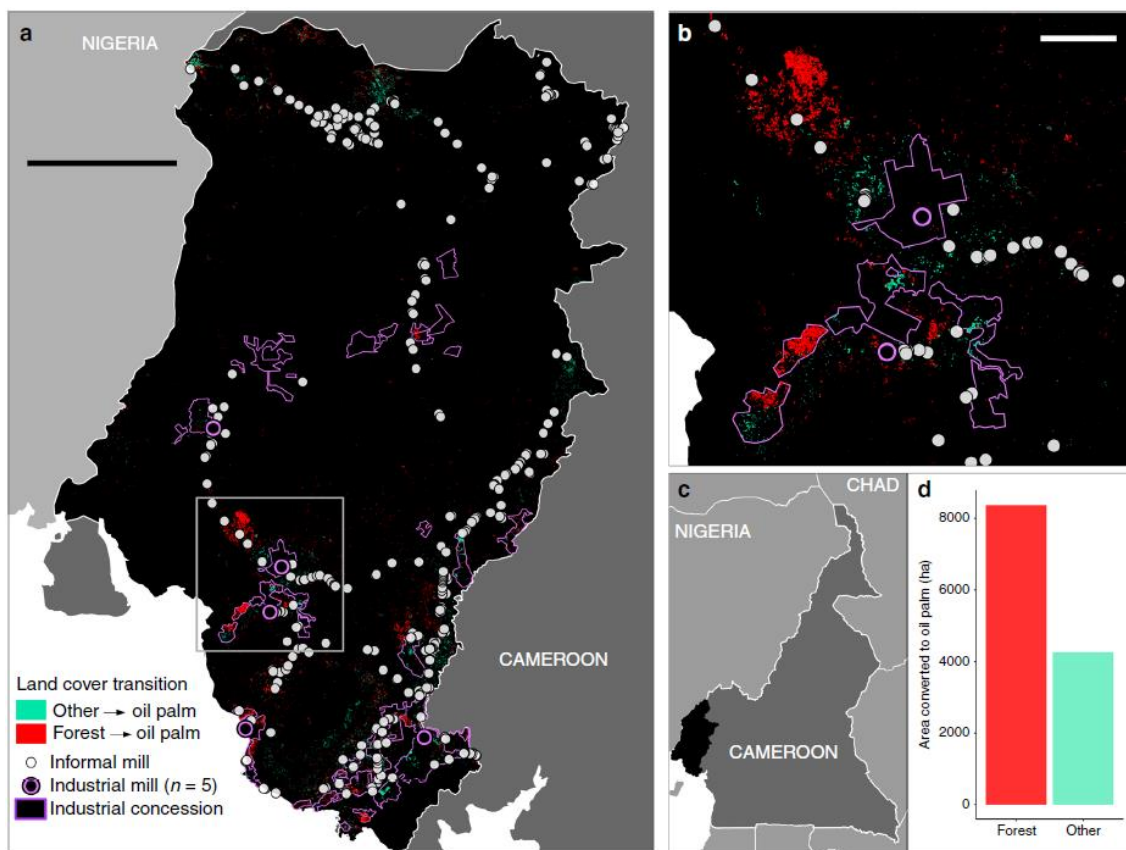 a
NIGERIA
CAMEROON
Land cover transition
Other → oil palm
Forest → oil palm
Informal mill
Industrial mill (n = 5)
Industrial concession
b
c
CHAD
NIGERIA
CAMEROON
d
Area converted to oil palm (ha)
8000
6000
4000
2000
0
Forest
Other